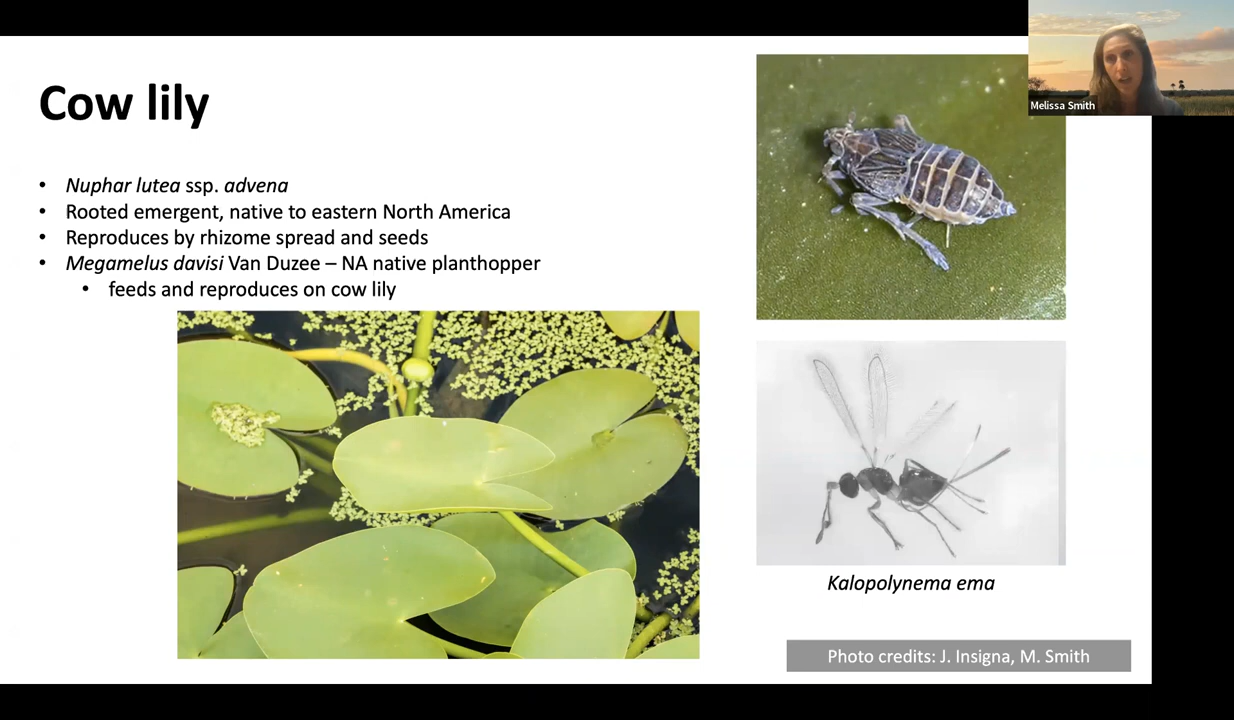 Melissa Smith
Cow lily
• Nuphar lutea ssp. advena
• Rooted emergent, native to eastern North America
• Reproduces by rhizome spread and seeds
• Megamelus davisi Van Duzee – NA native planthopper
• feeds and reproduces on cow lily
Kalopolynema ema
Photo credits: J. Insigna, M. Smith